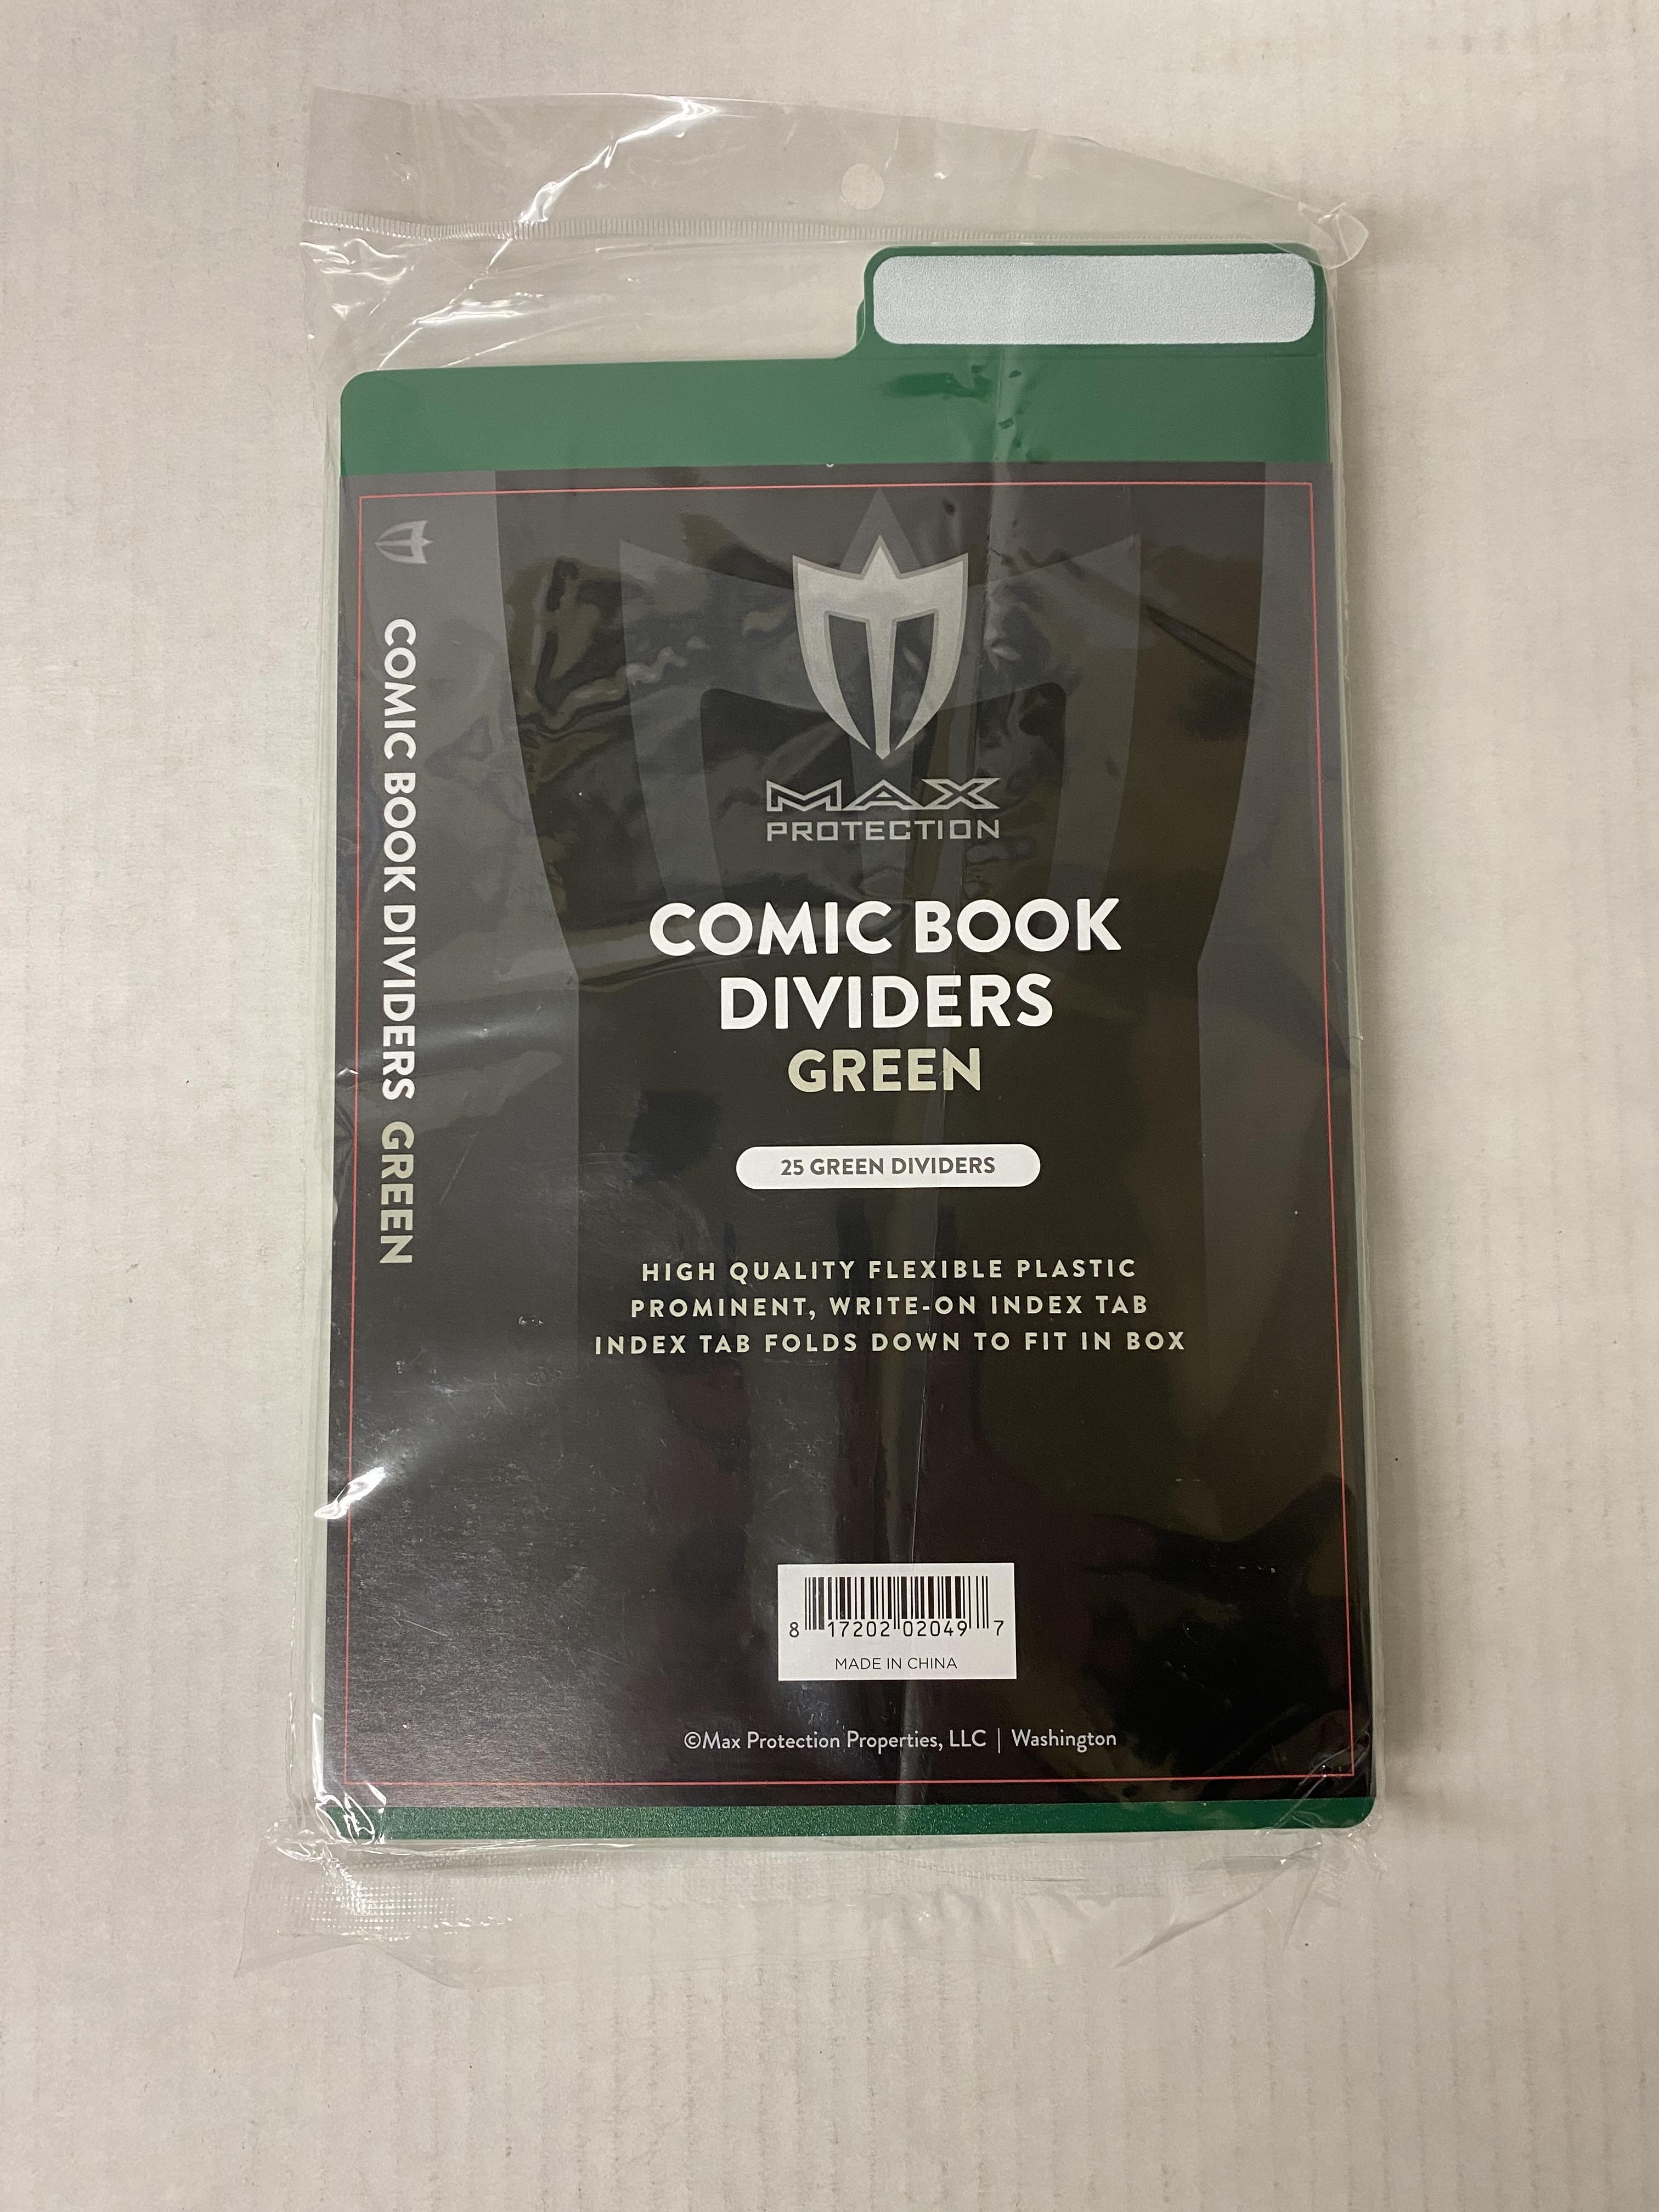 COMIC BOOK DIVIDERS GREEN
MAX
PROTECTION
COMIC BOOK
DIVIDERS
GREEN
25 GREEN DIVIDERS
HIGH QUALITY FLEXIBLE PLASTIC
PROMINENT, WRITE-ON INDEX TAB
INDEX TAB FOLDS DOWN TO FIT IN BOX
8 17202 02049 7
MADE IN CHINA
©Max Protection Properties, LLC | Washington